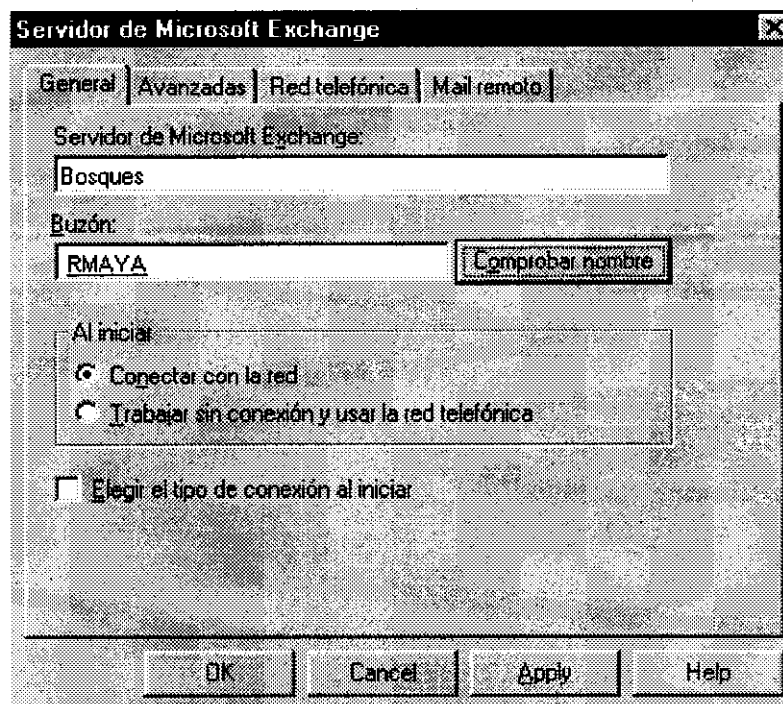 Servidor de Microsoft Exchange
General Avanzadas Red telefónica Mail remoto
Servidor de Microsoft Exchange:
Bosques
Buzón:
RMAYA Comprobar nombre
Al iniciar
Conectar con la red
Trabajar sin conexión y usar la red telefónica
Elegir el tipo de conexión al iniciar
OK Cancel Apply Help